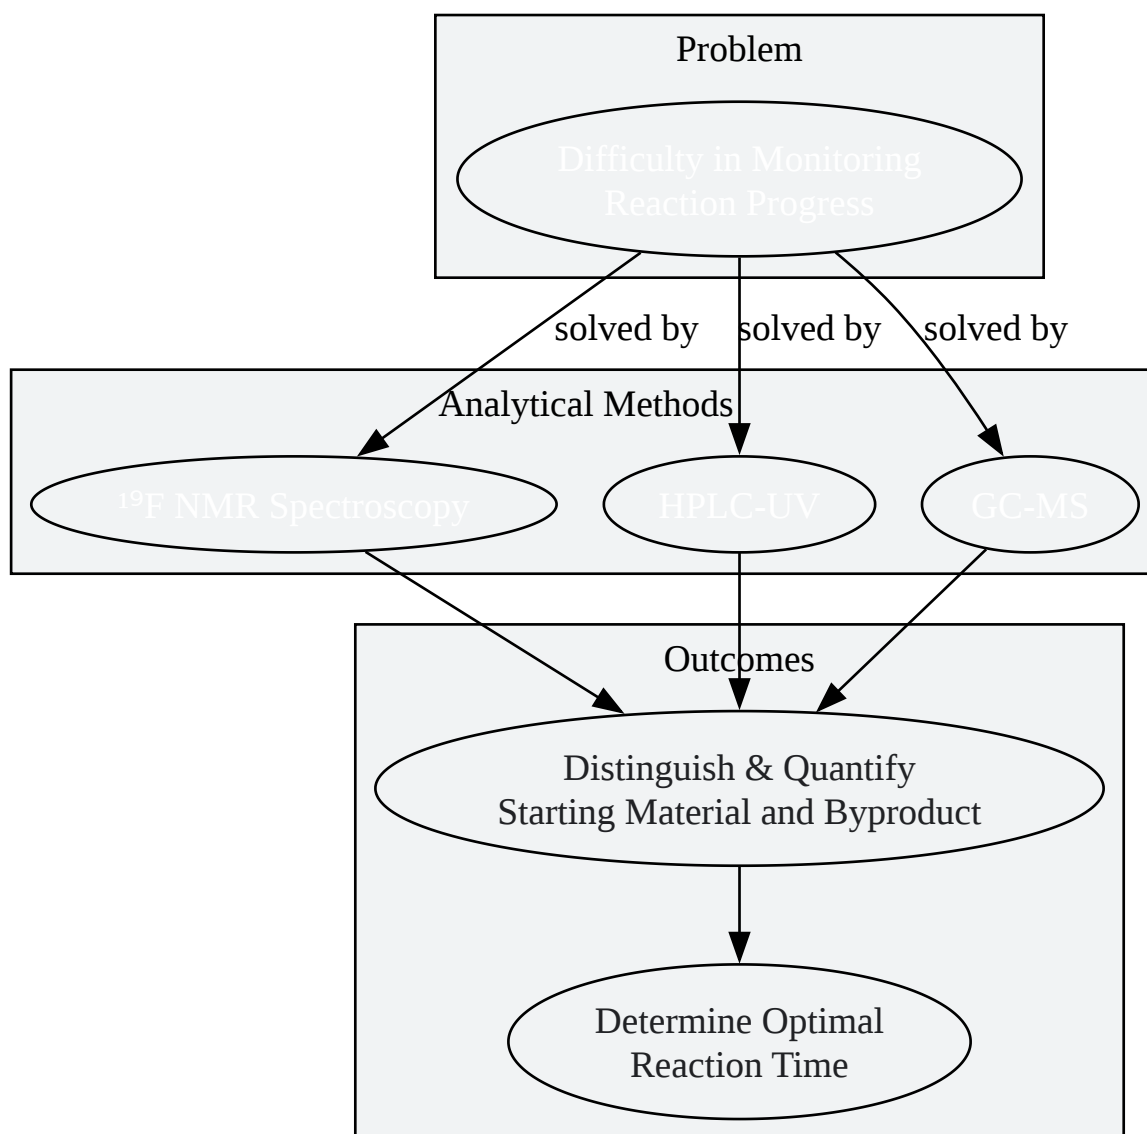 Problem
Difficulty in Monitoring
Reaction Progress
solved by
solved by
solved by
Analytical Methods
¹⁹F NMR Spectroscopy
HPLC-UV
GC-MS
Outcomes
Distinguish & Quantify
Starting Material and Byproduct
Determine Optimal
Reaction Time